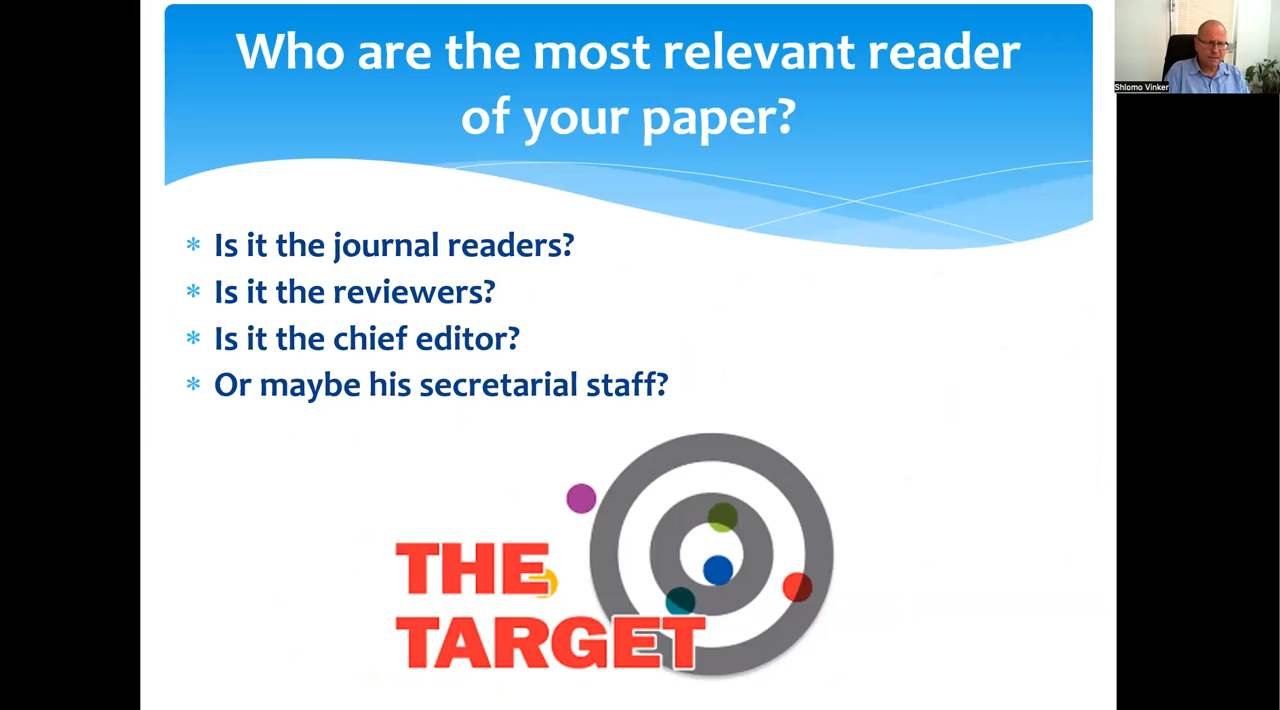 Who are the most relevant reader
of your paper?
Shlomo Vinker
* Is it the journal readers?
* Is it the reviewers?
* Is it the chief editor?
* Or maybe his secretarial staff?
THE
TARGET